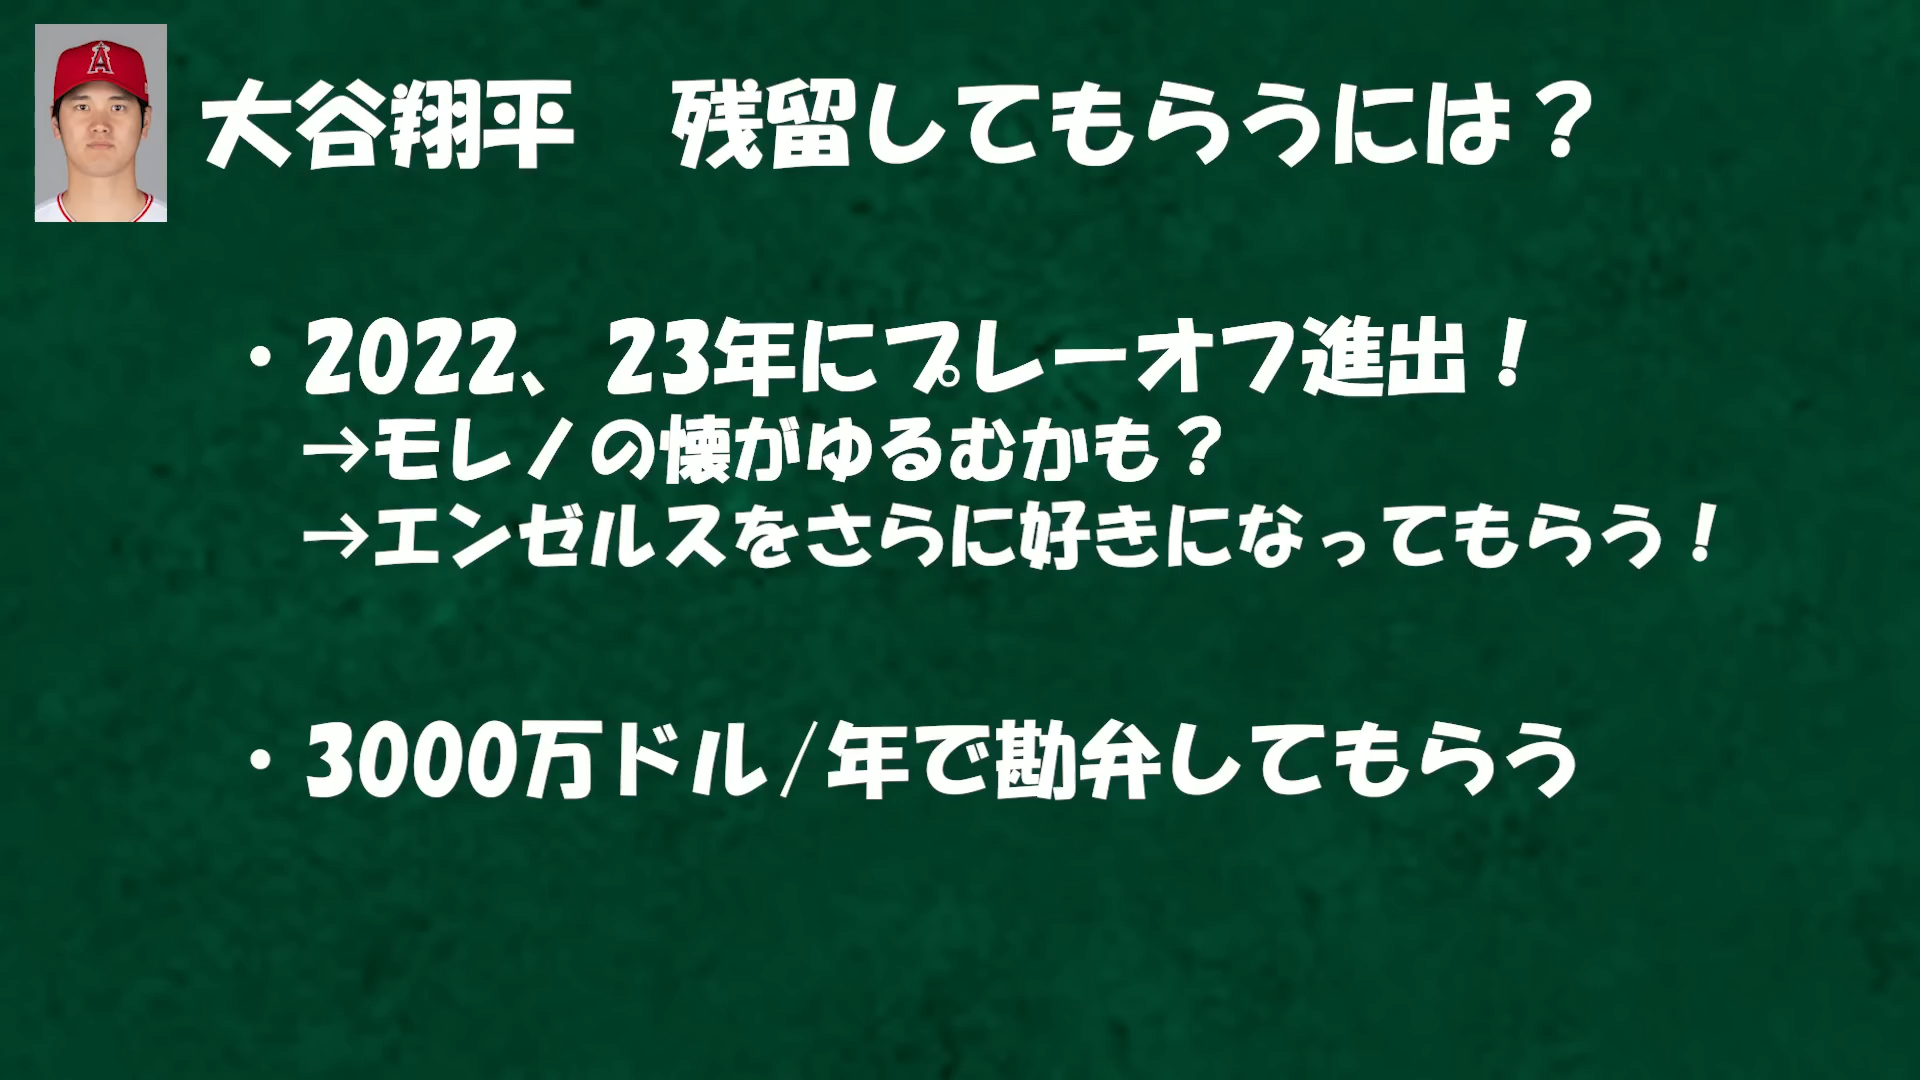 大谷翔平　残留してもらうには？
・2022、23年にプレーオフ進出！
→モレノの懐がゆるむかも？
→エンゼルスをさらに好きになってもらう！
・3000万ドル/年で勘弁してもらう